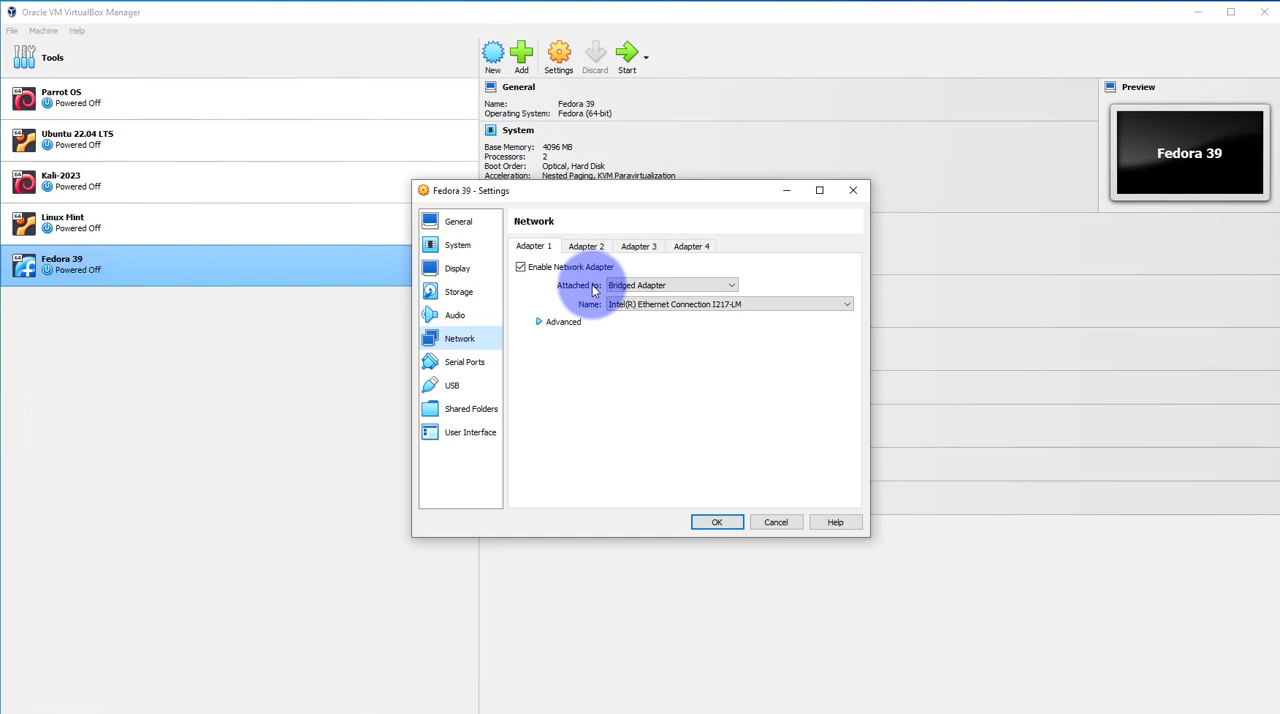 Oracle VM VirtualBox Manager
File Machine Help
Tools
New Add Settings Discard Start
64 Parrot OS
Powered Off
64 Ubuntu 22.04 LTS
Powered Off
64 Kali-2023
Powered Off
64 Linux Mint
Powered Off
64 Fedora 39
Powered Off
General
Name: Fedora 39
Operating System: Fedora (64-bit)
System
Base Memory: 4096 MB
Processors: 2
Boot Order: Optical, Hard Disk
Acceleration: Nested Paging, KVM Paravirtualization
Preview
Fedora 39
Fedora 39 - Settings
General
System
Display
Storage
Audio
Network
Serial Ports
USB
Shared Folders
User Interface
Network
Adapter 1 Adapter 2 Adapter 3 Adapter 4
Enable Network Adapter
Attached to: Bridged Adapter
Name: Intel(R) Ethernet Connection I217-LM
Advanced
OK Cancel Help